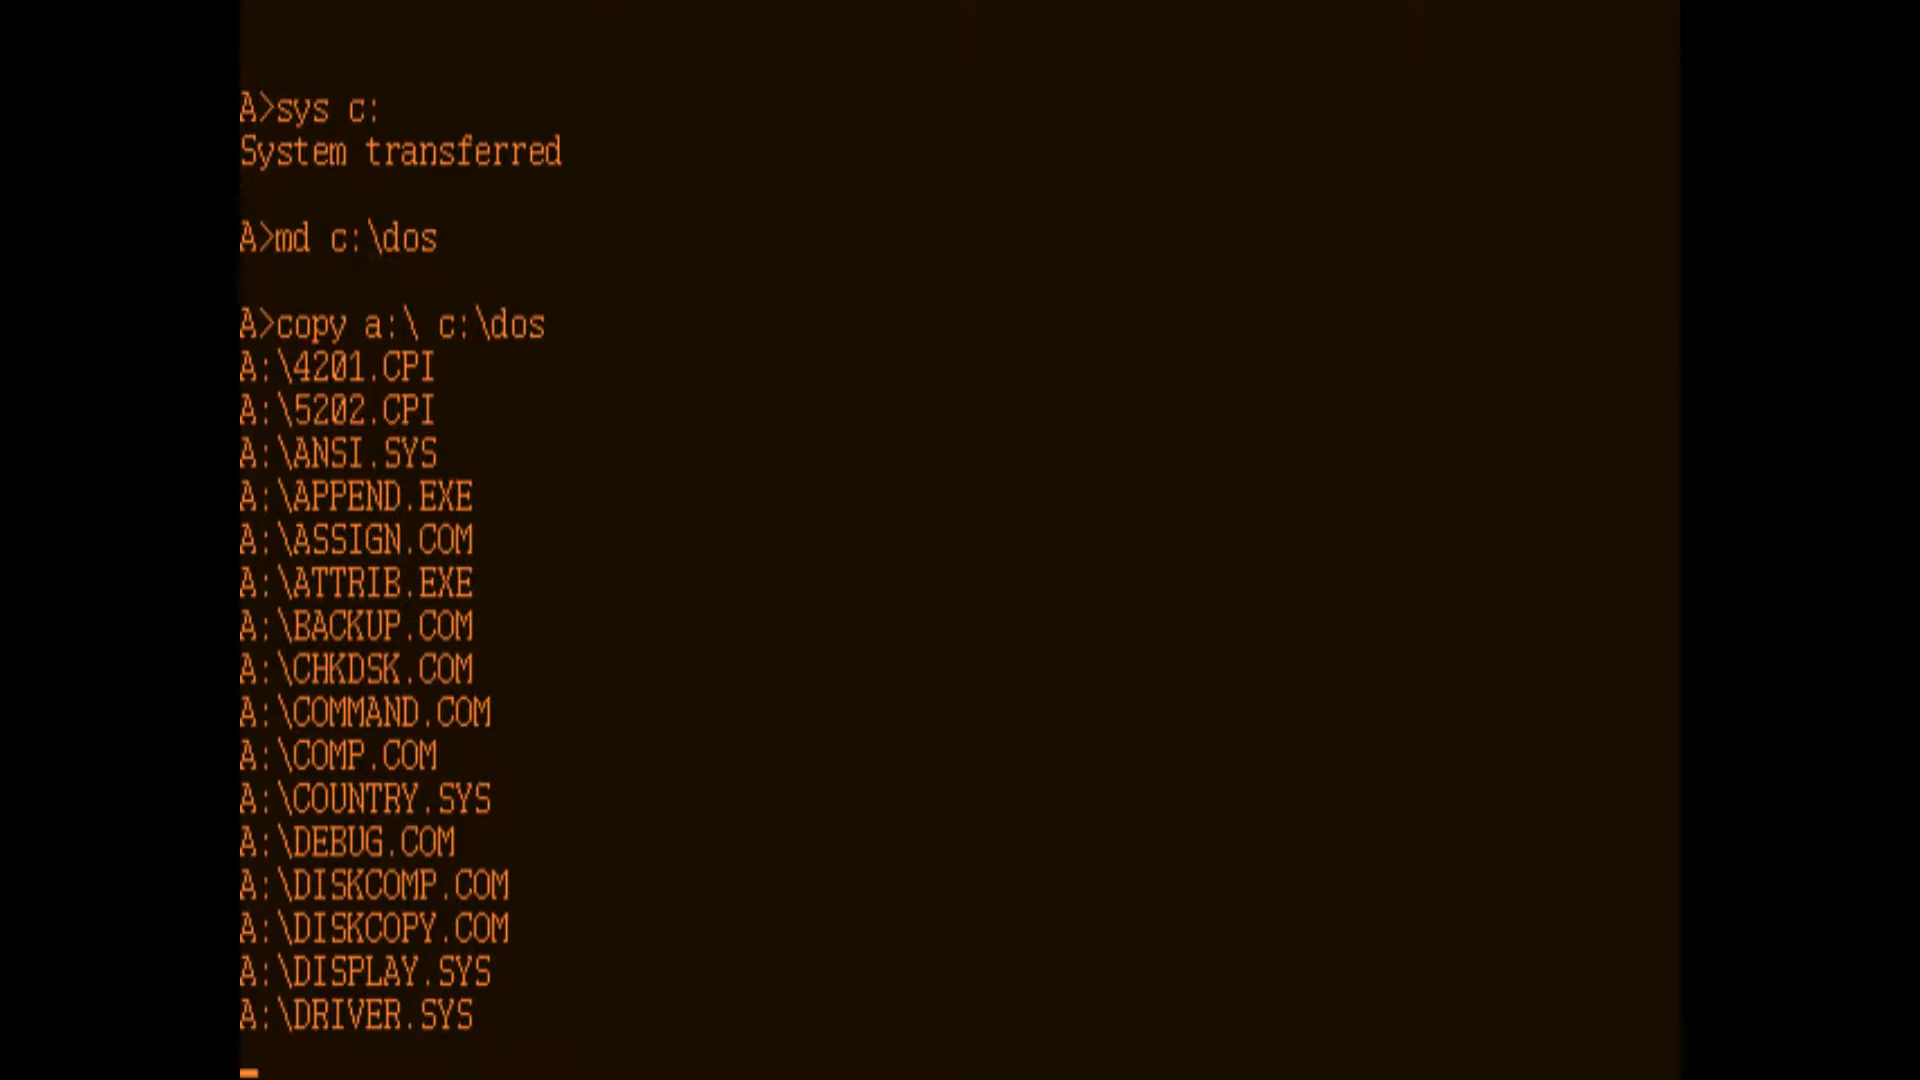 A>sys c:
System transferred
A>md c:\dos
A>copy a:\ c:\dos
A:\4201.CPI
A:\5202.CPI
A:\ANSI.SYS
A:\APPEND.EXE
A:\ASSIGN.COM
A:\ATTRIB.EXE
A:\BACKUP.COM
A:\CHKDSK.COM
A:\COMMAND.COM
A:\COMP.COM
A:\COUNTRY.SYS
A:\DEBUG.COM
A:\DISKCOMP.COM
A:\DISKCOPY.COM
A:\DISPLAY.SYS
A:\DRIVER.SYS